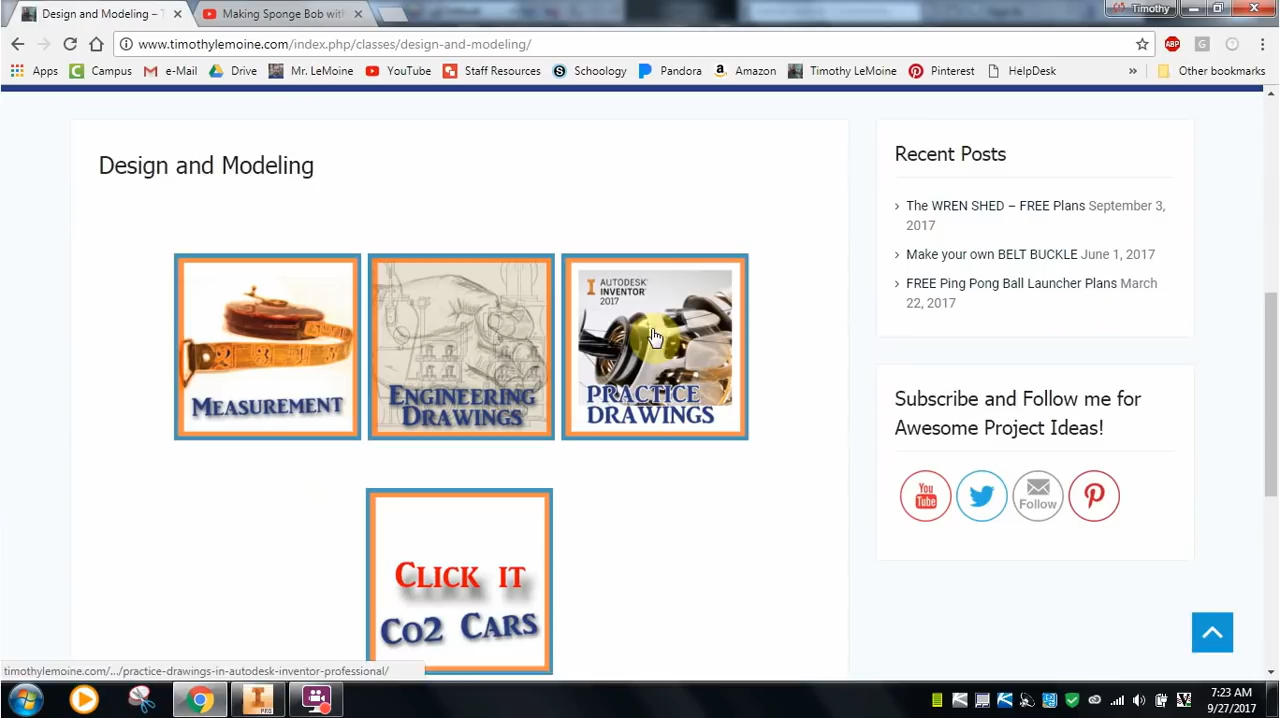 Design and Modeling – T
Making Sponge Bob with
Timothy
www.timothylemoine.com/index.php/classes/design-and-modeling/
ABP
G
Apps
Campus
e-Mail
Drive
Mr. LeMoine
YouTube
Staff Resources
Schoology
Pandora
Amazon
Timothy LeMoine
Pinterest
HelpDesk
»
Other bookmarks
Design and Modeling
MEASUREMENT
ENGINEERING
DRAWINGS
AUTODESK
INVENTOR
2017
PRACTICE
DRAWINGS
CLICK IT
CO2 CARS
Recent Posts
The WREN SHED – FREE Plans September 3,
2017
Make your own BELT BUCKLE June 1, 2017
FREE Ping Pong Ball Launcher Plans March
22, 2017
Subscribe and Follow me for
Awesome Project Ideas!
You
Tube
Follow
timothylemoine.com/.../practice-drawings-in-autodesk-inventor-professional/
PRO
7:23 AM
9/27/2017